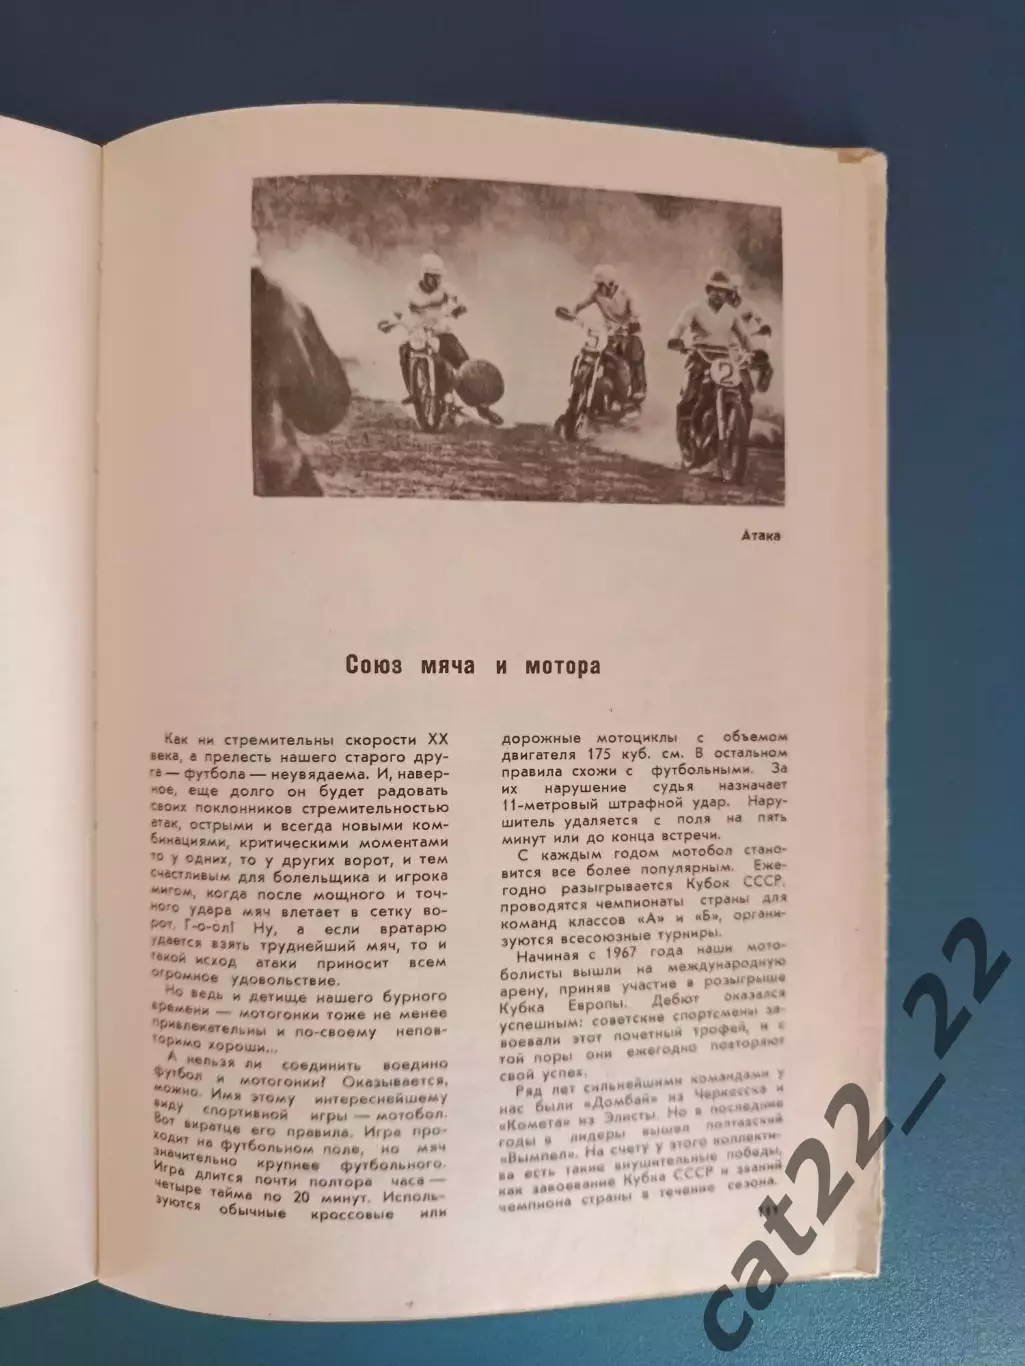 2
Атака
Союз мяча и мотора
Как ни стремительны скорости XX
века, а прелесть нашего старого дру-
га — футбола — неувядаема. И, навер-
ное, еще долго он будет радовать
своих поклонников стремительностью
атак, острыми и всегда новыми ком-
бинациями, критическими моментами
то у одних, то у других ворот, и тем
счастливым для болельщика и игрока
мигом, когда после мощного и точ-
ного удара мяч влетает в сетку во-
рот. Г-о-ол! Ну, а если вратарю
удается взять труднейший мяч, то и
такой исход атаки приносит всем
огромное удовольствие.
Но ведь и детище нашего бурного
времени — мотогонки тоже не менее
привлекательны и по-своему непов-
торимо хороши...
А нельзя ли соединить воедино
футбол и мотогонки? Оказывается,
можно. Имя этому интереснейшему
виду спортивной игры — мотобол.
Вот вкратце его правила. Игра про-
ходит на футбольном поле, но мяч
значительно крупнее футбольного.
Игра длится почти полтора часа —
четыре тайма по 20 минут. Исполь-
зуются обычные кроссовые или
дорожные мотоциклы с объемом
двигателя 175 куб. см. В остальном
правила схожи с футбольными. За
их нарушение судья назначает
11-метровый штрафной удар. Нару-
шитель удаляется с поля на пять
минут или до конца встречи.
С каждым годом мотобол стано-
вится все более популярным. Еже-
годно разыгрывается Кубок СССР,
проводятся чемпионаты страны для
команд классов «А» и «Б», органи-
зуются всесоюзные турниры.
Начиная с 1967 года наши мото-
болисты вышли на международную
арену, приняв участие в розыгрыше
Кубка Европы. Дебют оказался
успешным: советские спортсмены за-
воевали этот почетный трофей, и с
той поры они ежегодно повторяют
свой успех.
Ряд лет сильнейшими командами у
нас были «Домбай» из Черкесска и
«Комета» из Элисты. Но в последние
годы в лидеры вышел полтавский
«Вымпел». На счету у этого коллекти-
ва есть такие внушительные победы,
как завоевание Кубка СССР и званий
чемпиона страны в течение сезона.
cat22_22